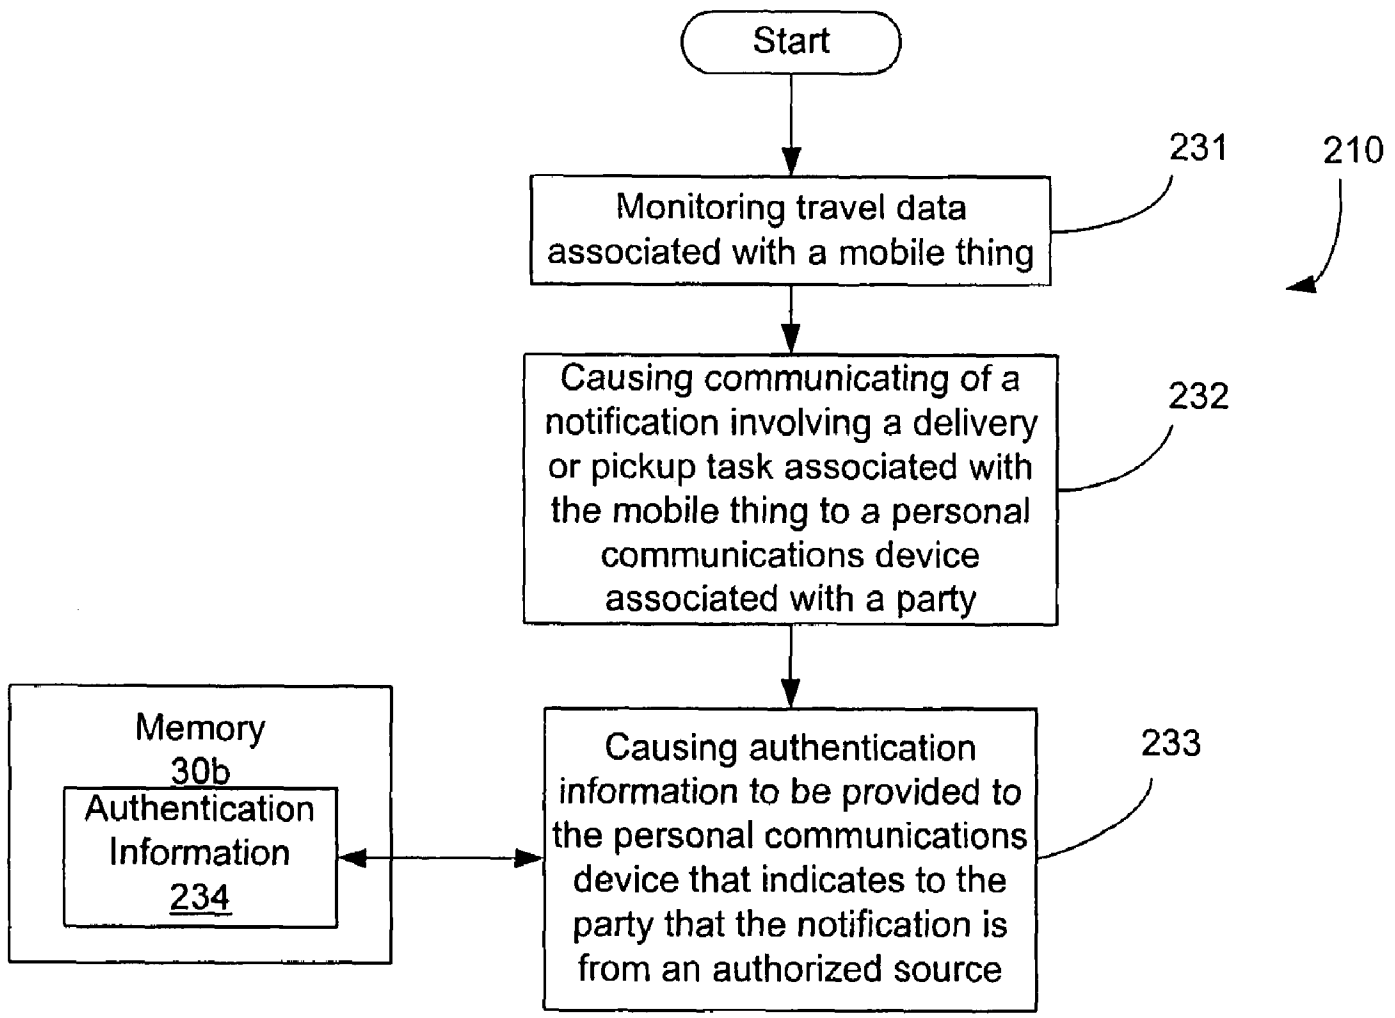 Start
231
210
Monitoring travel data
associated with a mobile thing
Causing communicating of a
notification involving a delivery
or pickup task associated with
the mobile thing to a personal
communications device
associated with a party
232
Memory
30b
Authentication
Information
234
Causing authentication
information to be provided to
the personal communications
device that indicates to the
party that the notification is
from an authorized source
233